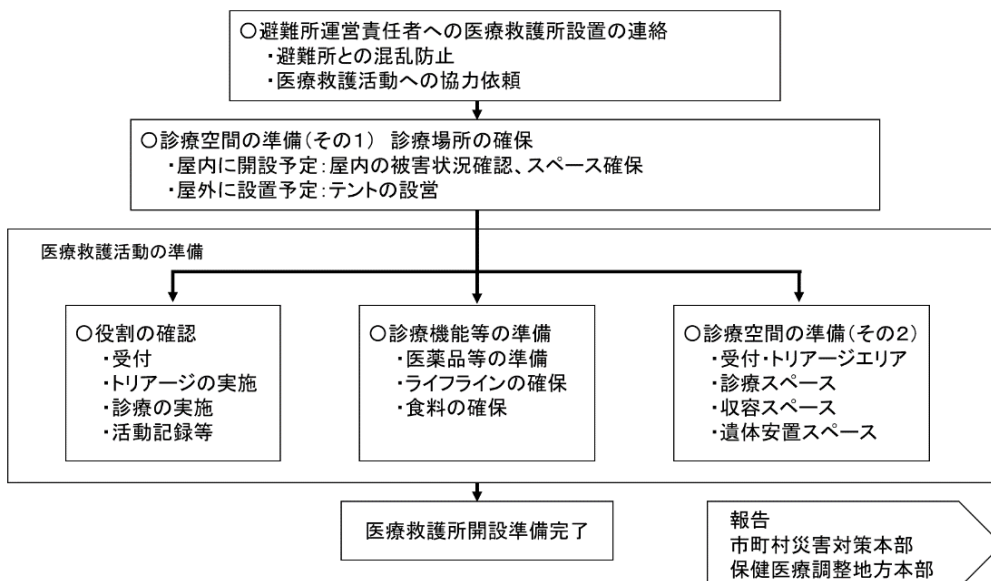 ○避難所運営責任者への医療救護所設置の連絡
・避難所との混乱防止
・医療救護活動への協力依頼
○診療空間の準備(その1) 診療場所の確保
・屋内に開設予定:屋内の被害状況確認、スペース確保
・屋外に設置予定:テントの設営
医療救護活動の準備
○役割の確認
・受付
・トリアージの実施
・診療の実施
・活動記録等
○診療機能等の準備
・医薬品等の準備
・ライフラインの確保
・食料の確保
○診療空間の準備(その2)
・受付・トリアージエリア
・診療スペース
・収容スペース
・遺体安置スペース
医療救護所開設準備完了
報告
市町村災害対策本部
保健医療調整地方本部